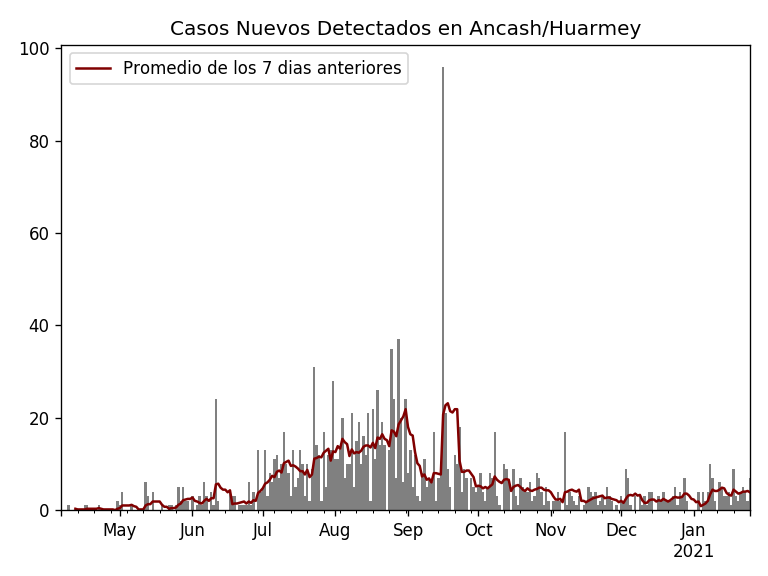 Casos Nuevos Detectados en Ancash/Huarmey
Promedio de los 7 dias anteriores
100
80
60
40
20
0
May Jun Jul Aug Sep Oct Nov Dec Jan
2021